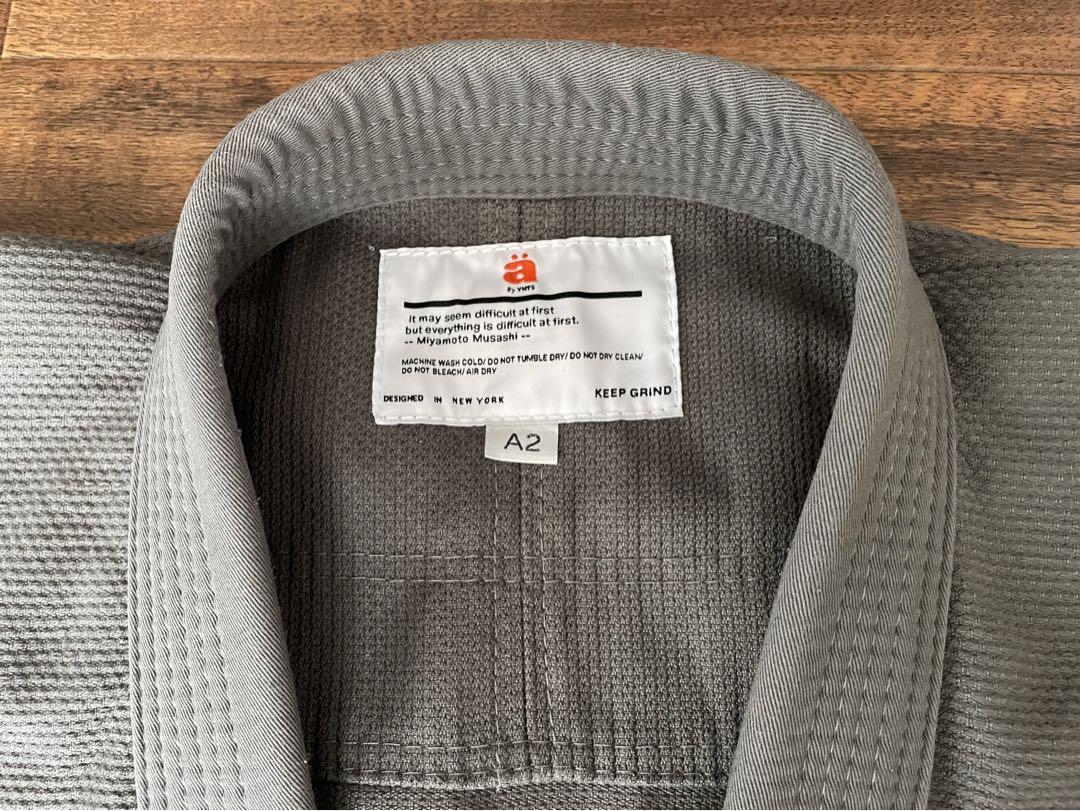 ä
By YHTS
It may seem difficult at first
but everything is difficult at first.
-- Miyamoto Musashi --
MACHINE WASH COLD/ DO NOT TUMBLE DRY/ DO NOT DRY CLEAN/
DO NOT BLEACH/ AIR DRY
DESIGNED IN NEW YORK KEEP GRIND
A2